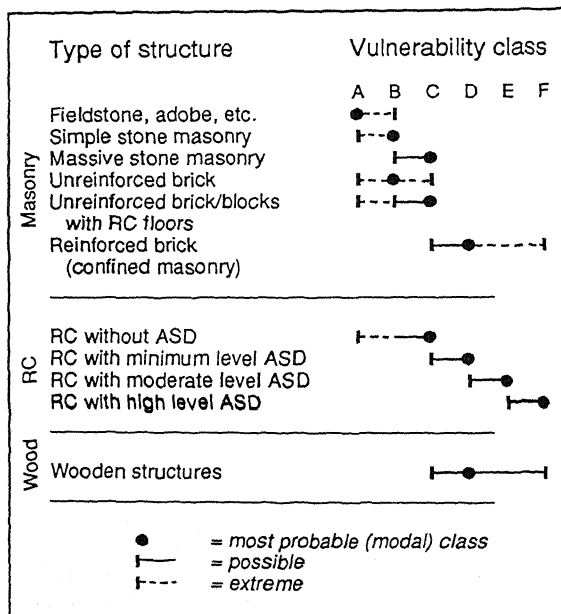 Type of structure Vulnerability class
A B C D E F
Masonry
Fieldstone, adobe, etc.
Simple stone masonry
Massive stone masonry
Unreinforced brick
Unreinforced brick/blocks
with RC floors
Reinforced brick
(confined masonry)
RC
RC without ASD
RC with minimum level ASD
RC with moderate level ASD
RC with high level ASD
Wood
Wooden structures
= most probable (modal) class
= possible
= extreme